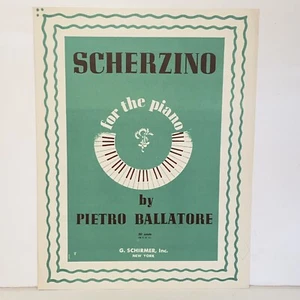 SCHERZINO
for the piano
by
PIETRO BALLATORE
G. SCHIRMER, Inc.
NEW YORK